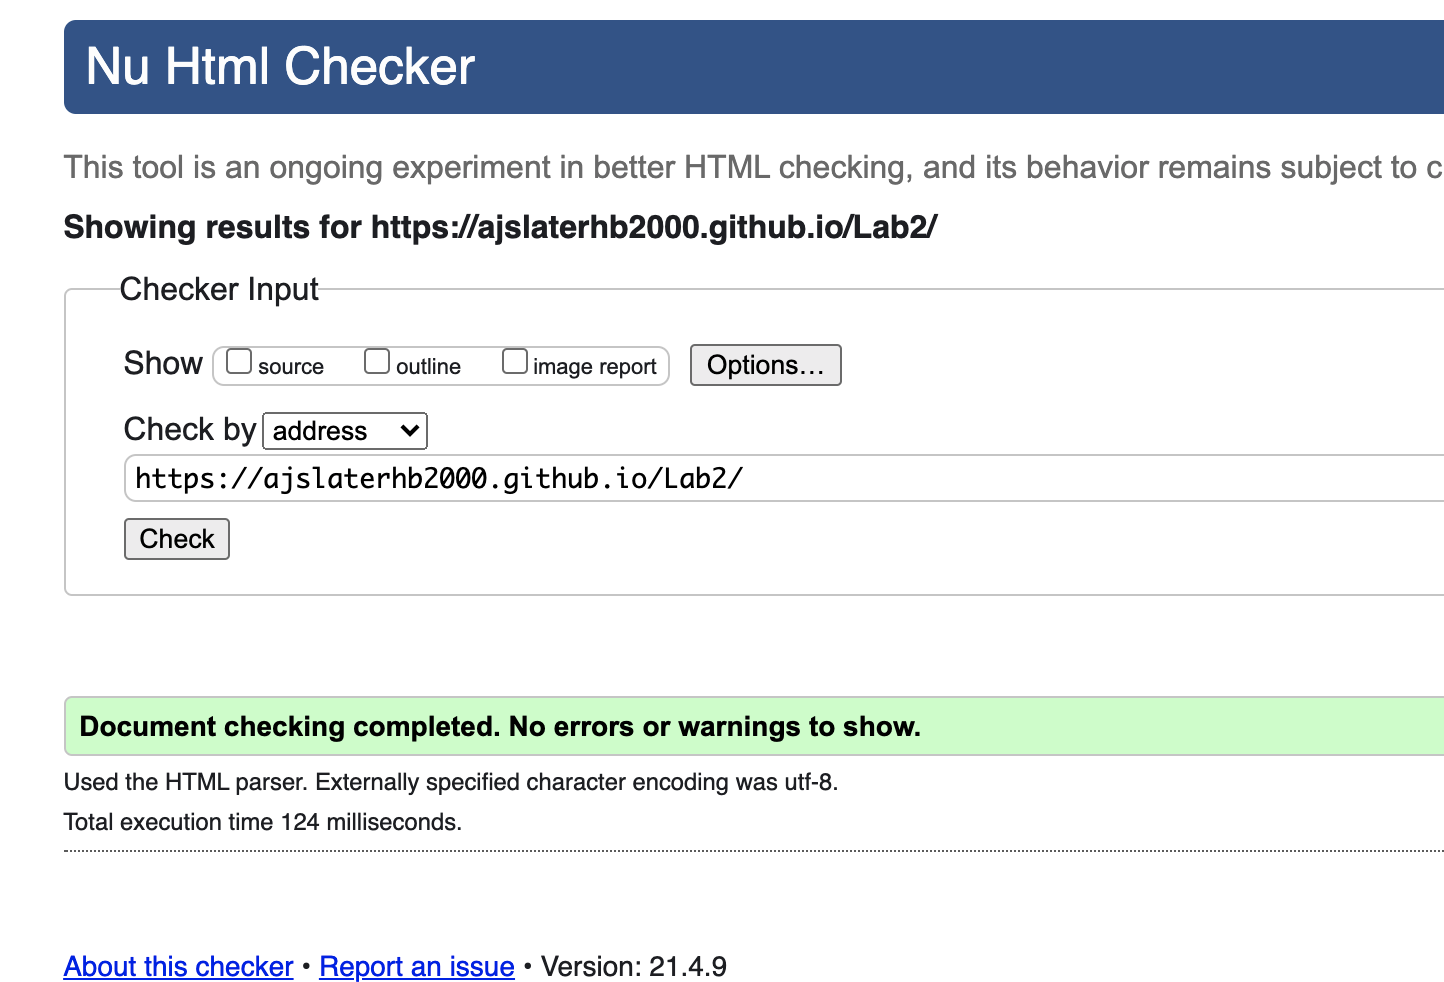 Nu Html Checker
This tool is an ongoing experiment in better HTML checking, and its behavior remains subject to c
Showing results for https://ajslaterhb2000.github.io/Lab2/
Checker Input
Show source outline image report Options...
Check by address
https://ajslaterhb2000.github.io/Lab2/
Check
Document checking completed. No errors or warnings to show.
Used the HTML parser. Externally specified character encoding was utf-8.
Total execution time 124 milliseconds.
About this checker • Report an issue • Version: 21.4.9